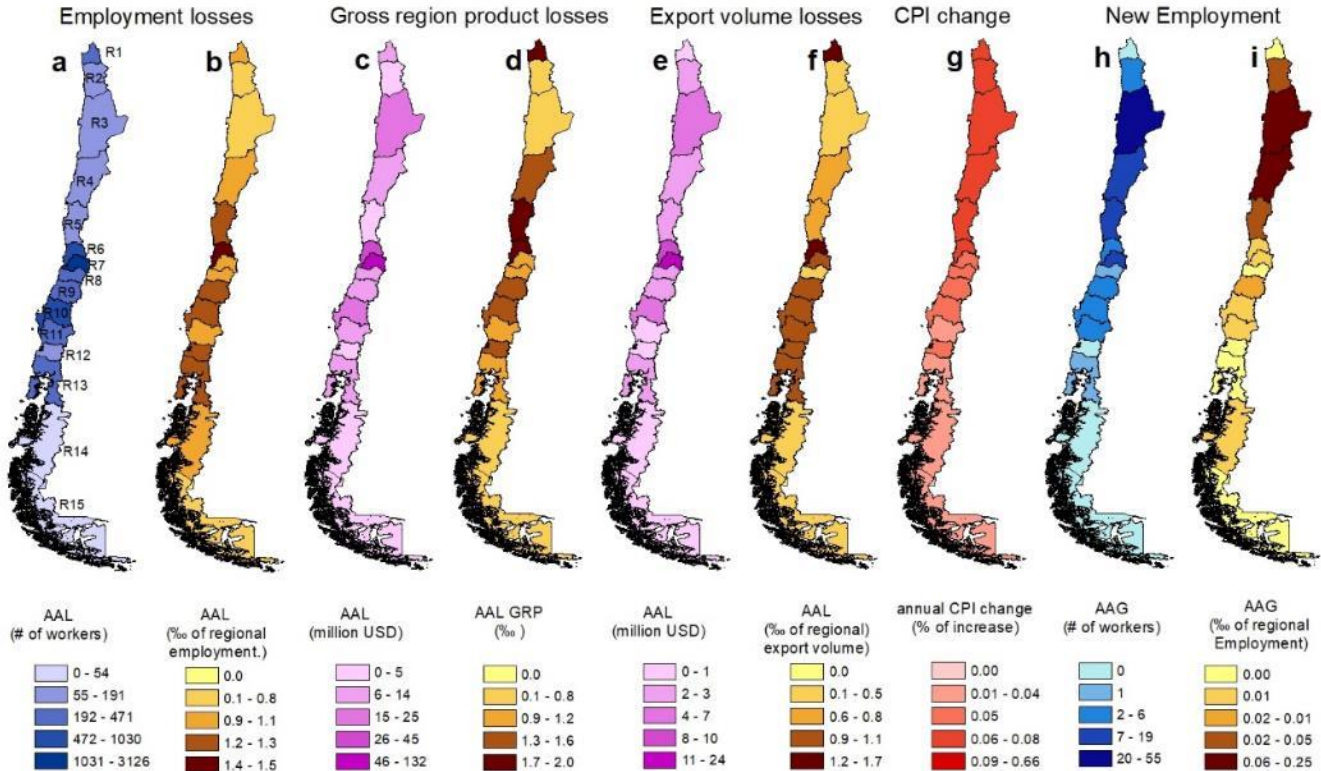 Employment losses
Gross region product losses
Export volume losses
CPI change
New Employment
a
b
c
d
e
f
g
h
i
R1
R2
R3
R4
R5
R6
R7
R8
R9
R10
R11
R12
R13
R14
R15
AAL
(# of workers)
0 - 54
55 - 191
192 - 471
472 - 1030
1031 - 3126
AAL
(‰ of regional
employment.)
0.0
0.1 - 0.8
0.9 - 1.1
1.2 - 1.3
1.4 - 1.5
AAL
(million USD)
0 - 5
6 - 14
15 - 25
26 - 45
46 - 132
AAL GRP
(‰ )
0.0
0.1 - 0.8
0.9 - 1.2
1.3 - 1.6
1.7 - 2.0
AAL
(million USD)
0 - 1
2 - 3
4 - 7
8 - 10
11 - 24
AAL
(‰ of regional)
export volume)
0.0
0.1 - 0.5
0.6 - 0.8
0.9 - 1.1
1.2 - 1.7
annual CPI change
(% of increase)
0.00
0.01 - 0.04
0.05
0.06 - 0.08
0.09 - 0.66
AAG
(# of workers)
0
1
2 - 6
7 - 19
20 - 55
AAG
(‰ of regional
Employment)
0.00
0.01
0.02 - 0.01
0.02 - 0.05
0.06 - 0.25